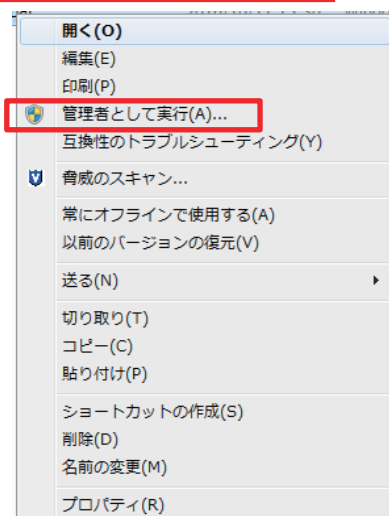 開く(O)
編集(E)
印刷(P)
管理者として実行(A)...
互換性のトラブルシューティング(Y)
脅威のスキャン...
常にオフラインで使用する(A)
以前のバージョンの復元(V)
送る(N)
切り取り(T)
コピー(C)
貼り付け(P)
ショートカットの作成(S)
削除(D)
名前の変更(M)
プロパティ(R)